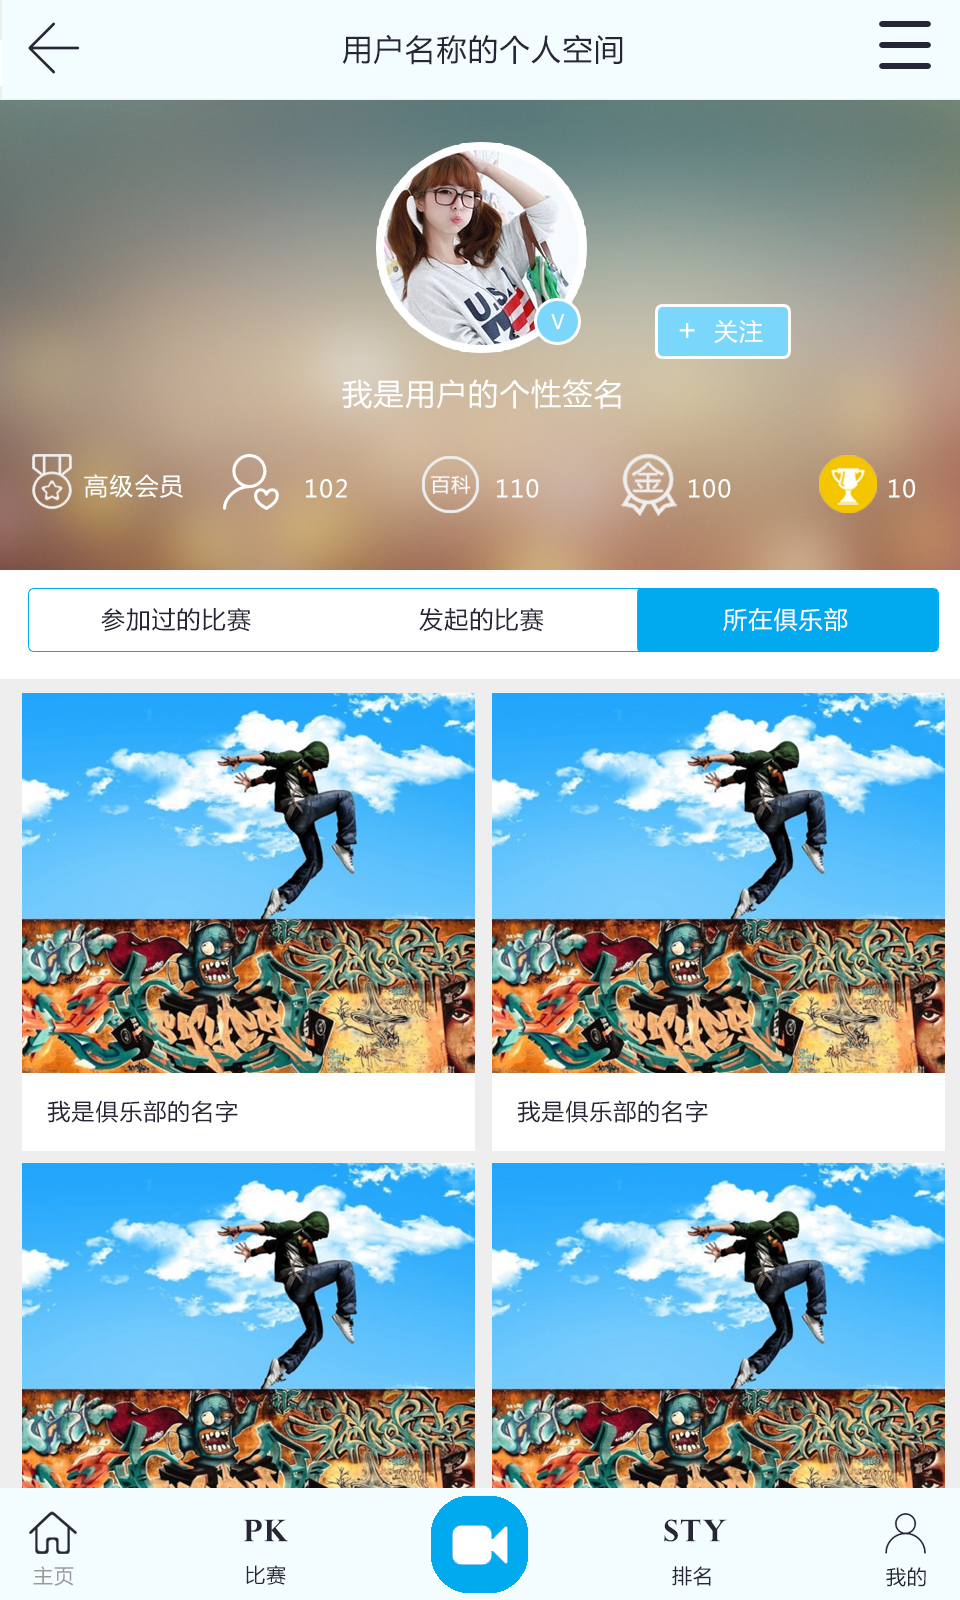 用户名称的个人空间
V
+ 关注
我是用户的个性签名
高级会员
102
百科 110
金 100
10
参加过的比赛
发起的比赛
所在俱乐部
我是俱乐部的名字
我是俱乐部的名字
PK
STY
主页
比赛
排名
我的